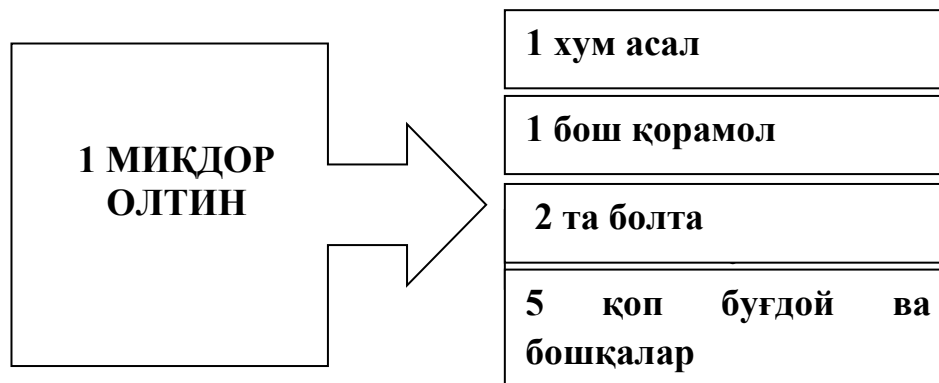 1 МИҚДОР
ОЛТИН
1 хум асал
1 бош қорамол
2 та болта
5 қоп буғдой ва
бошқалар